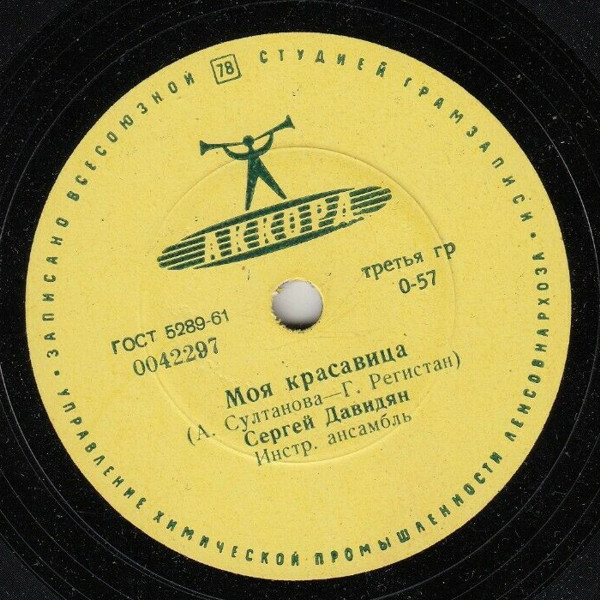 • ЗАПИСАНО ВСЕСОЮЗНОЙ 78 СТУДИЕЙ ГРАМЗАПИСИ •
АККОРД
третья гр
0-57
ГОСТ 5289-61
0042297
Моя красавица
(А. Султанова—Г. Регистан)
Сергей Давидян
Инстр. ансамбль
УПРАВЛЕНИЕ ХИМИЧЕСКОЙ ПРОМЫШЛЕННОСТИ ЛЕНСОВНАРХОЗА